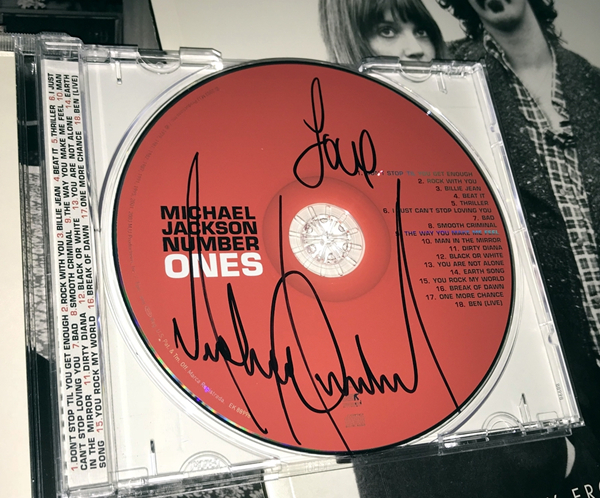 1.DON'T STOP TIL YOU GET ENOUGH 2.ROCK WITH YOU 3.BILLIE JEAN 4.BEAT IT 5.THRILLER 6.I JUST
CAN'T STOP LOVING YOU 7.BAD 8.SMOOTH CRIMINAL 9.THE WAY YOU MAKE ME FEEL 10.MAN
IN THE MIRROR 11.DIRTY DIANA 12.BLACK OR WHITE 13.YOU ARE NOT ALONE 14.EARTH
SONG 15.YOU ROCK MY WORLD 16.BREAK OF DAWN 17.ONE MORE CHANCE 18.BEN (LIVE)
Love
MICHAEL
JACKSON
NUMBER
ONES
STOP 'TIL YOU GET ENOUGH
2. ROCK WITH YOU
3. BILLIE JEAN
4. BEAT IT
5. THRILLER
6. I JUST CAN'T STOP LOVING YOU
7. BAD
8. SMOOTH CRIMINAL
THE WAY YOU MAKE ME FEEL
10. MAN IN THE MIRROR
11. DIRTY DIANA
12. BLACK OR WHITE
13. YOU ARE NOT ALONE
14. EARTH SONG
15. YOU ROCK MY WORLD
16. BREAK OF DAWN
17. ONE MORE CHANCE
18. BEN (LIVE)